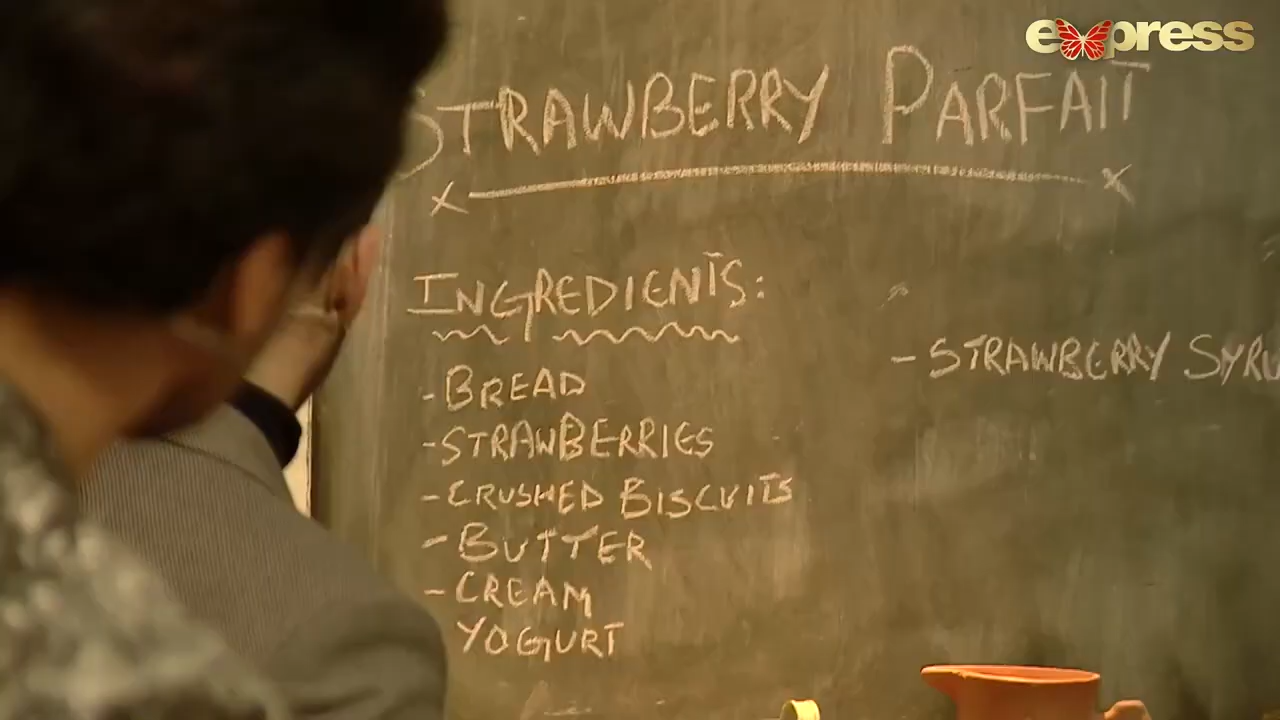 express
STRAWBERRY PARFAIT
INGREDIENTS:
- BREAD
- STRAWBERRIES
- CRUSHED BISCUITS
- BUTTER
- CREAM
YOGURT
- STRAWBERRY